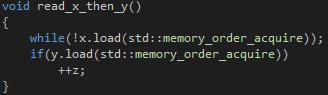 void read_x_then_y()
{
    while(!x.load(std::memory_order_acquire));
    if(y.load(std::memory_order_acquire))
        ++z;
}